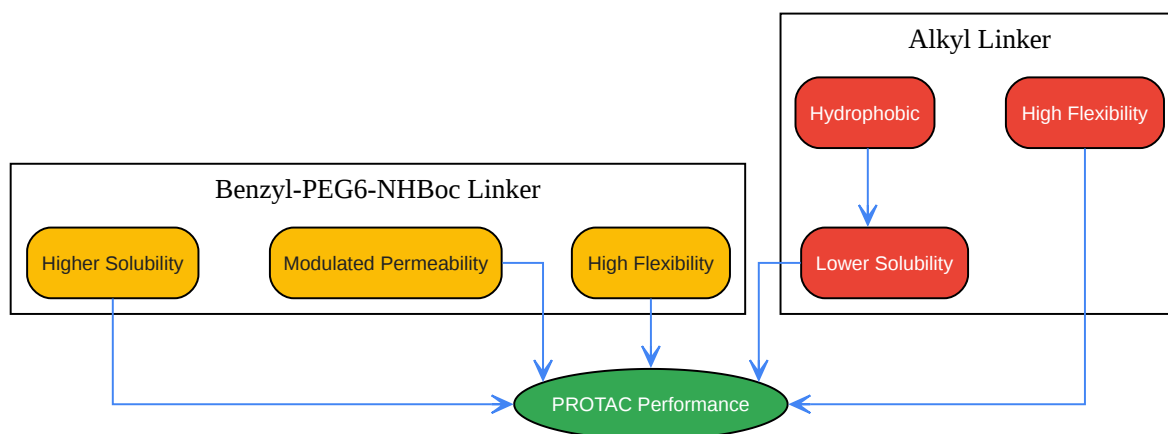 Alkyl Linker
Hydrophobic
High Flexibility
Benzyl-PEG6-NHBoc Linker
Higher Solubility
Modulated Permeability
High Flexibility
Lower Solubility
PROTAC Performance